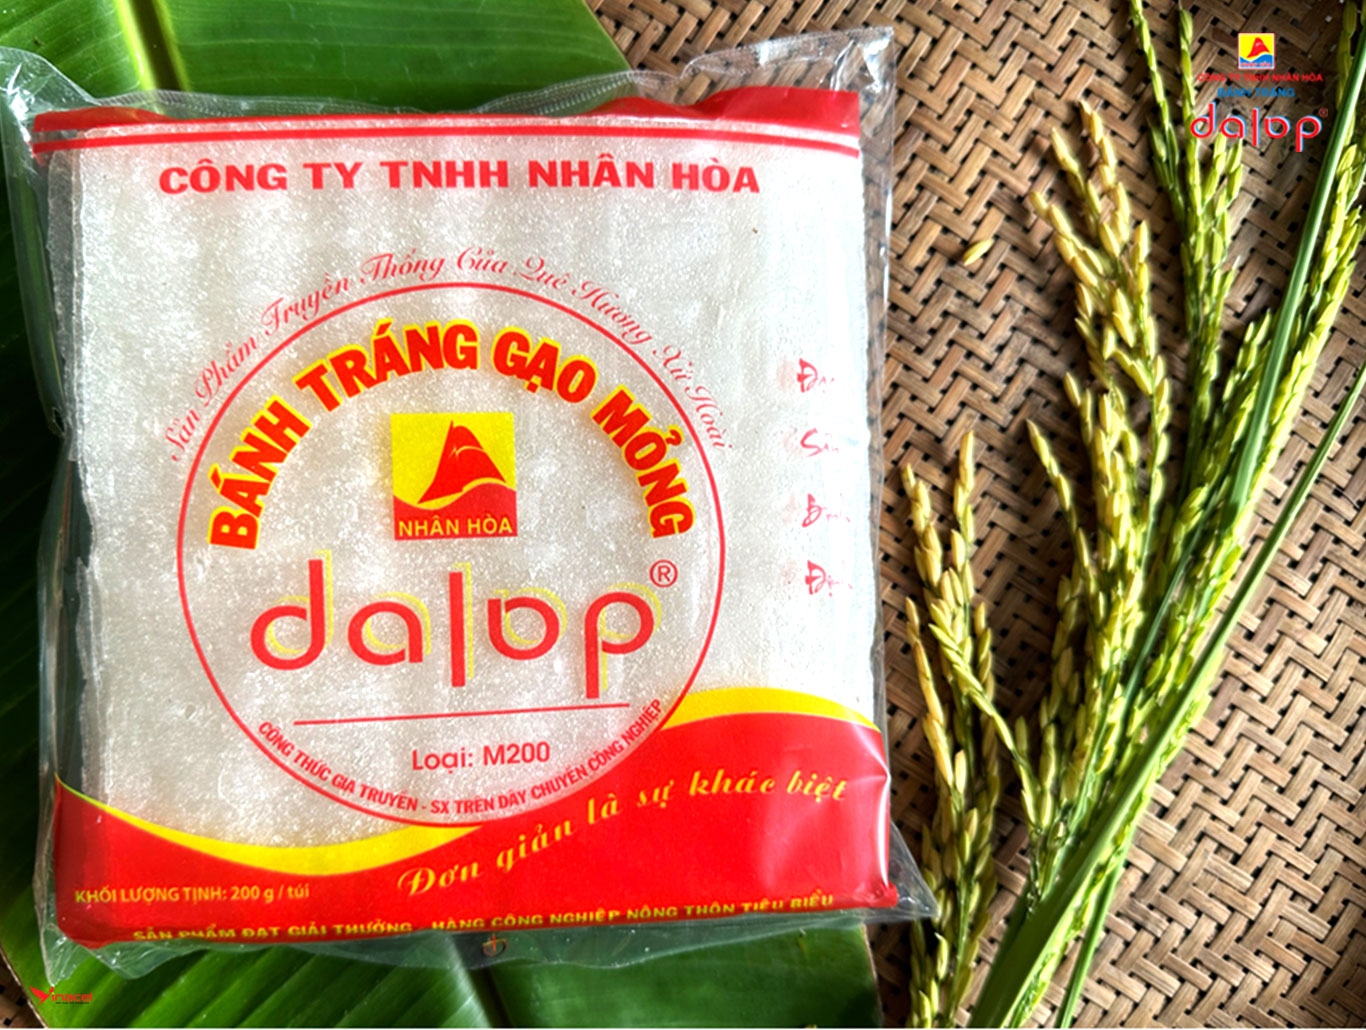 CÔNG TY TNHH NHÂN HÒA
Sản Phẩm Truyền Thống Của Quê Hương Xứ Hoài
BÁNH TRÁNG GẠO MỎNG
NHÂN HÒA
dalop®
Loại: M200
CÔNG THỨC GIA TRUYỀN - SX TRÊN DÂY CHUYỀN CÔNG NGHIỆP
Đơn giản là sự khác biệt
KHỐI LƯỢNG TỊNH: 200 g / túi
SẢN PHẨM ĐẠT GIẢI THƯỞNG - HÀNG CÔNG NGHIỆP NÔNG THÔN TIÊU BIỂU
CÔNG TY TNHH NHÂN HÒA
BÁNH TRÁNG
dalop®
Vinacal